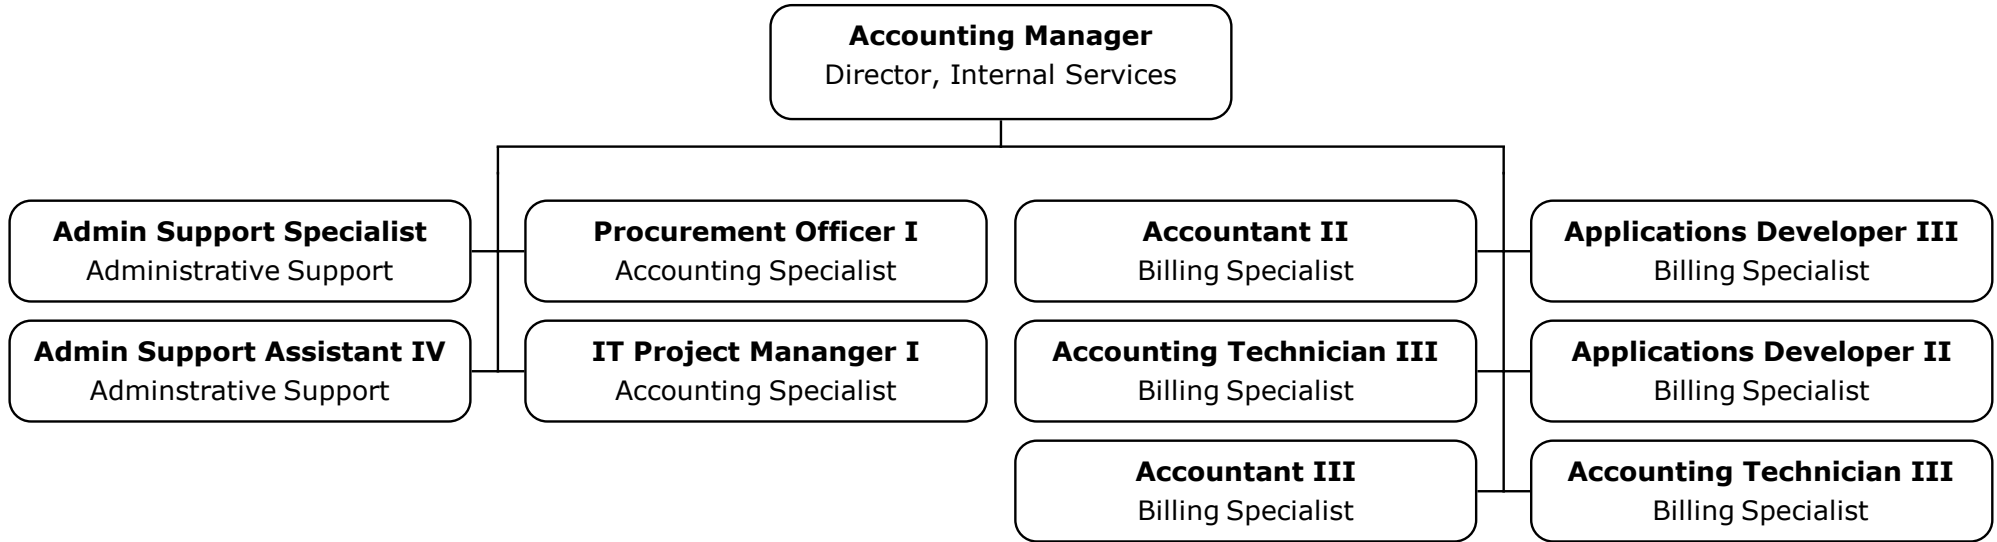 Accounting Manager
Director, Internal Services
Admin Support Specialist
Administrative Support
Procurement Officer I
Accounting Specialist
Accountant II
Billing Specialist
Applications Developer III
Billing Specialist
Admin Support Assistant IV
Adminstrative Support
IT Project Mananger I
Accounting Specialist
Accounting Technician III
Billing Specialist
Applications Developer II
Billing Specialist
Accountant III
Billing Specialist
Accounting Technician III
Billing Specialist